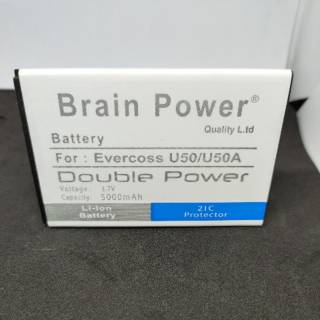 Brain Power®
Quality L.td
Battery
For : Evercoss U50/U50A
Double Power
Voltage : 3.7V
Capacity: 5000mAh
Li-Ion
Battery
2IC
Protector